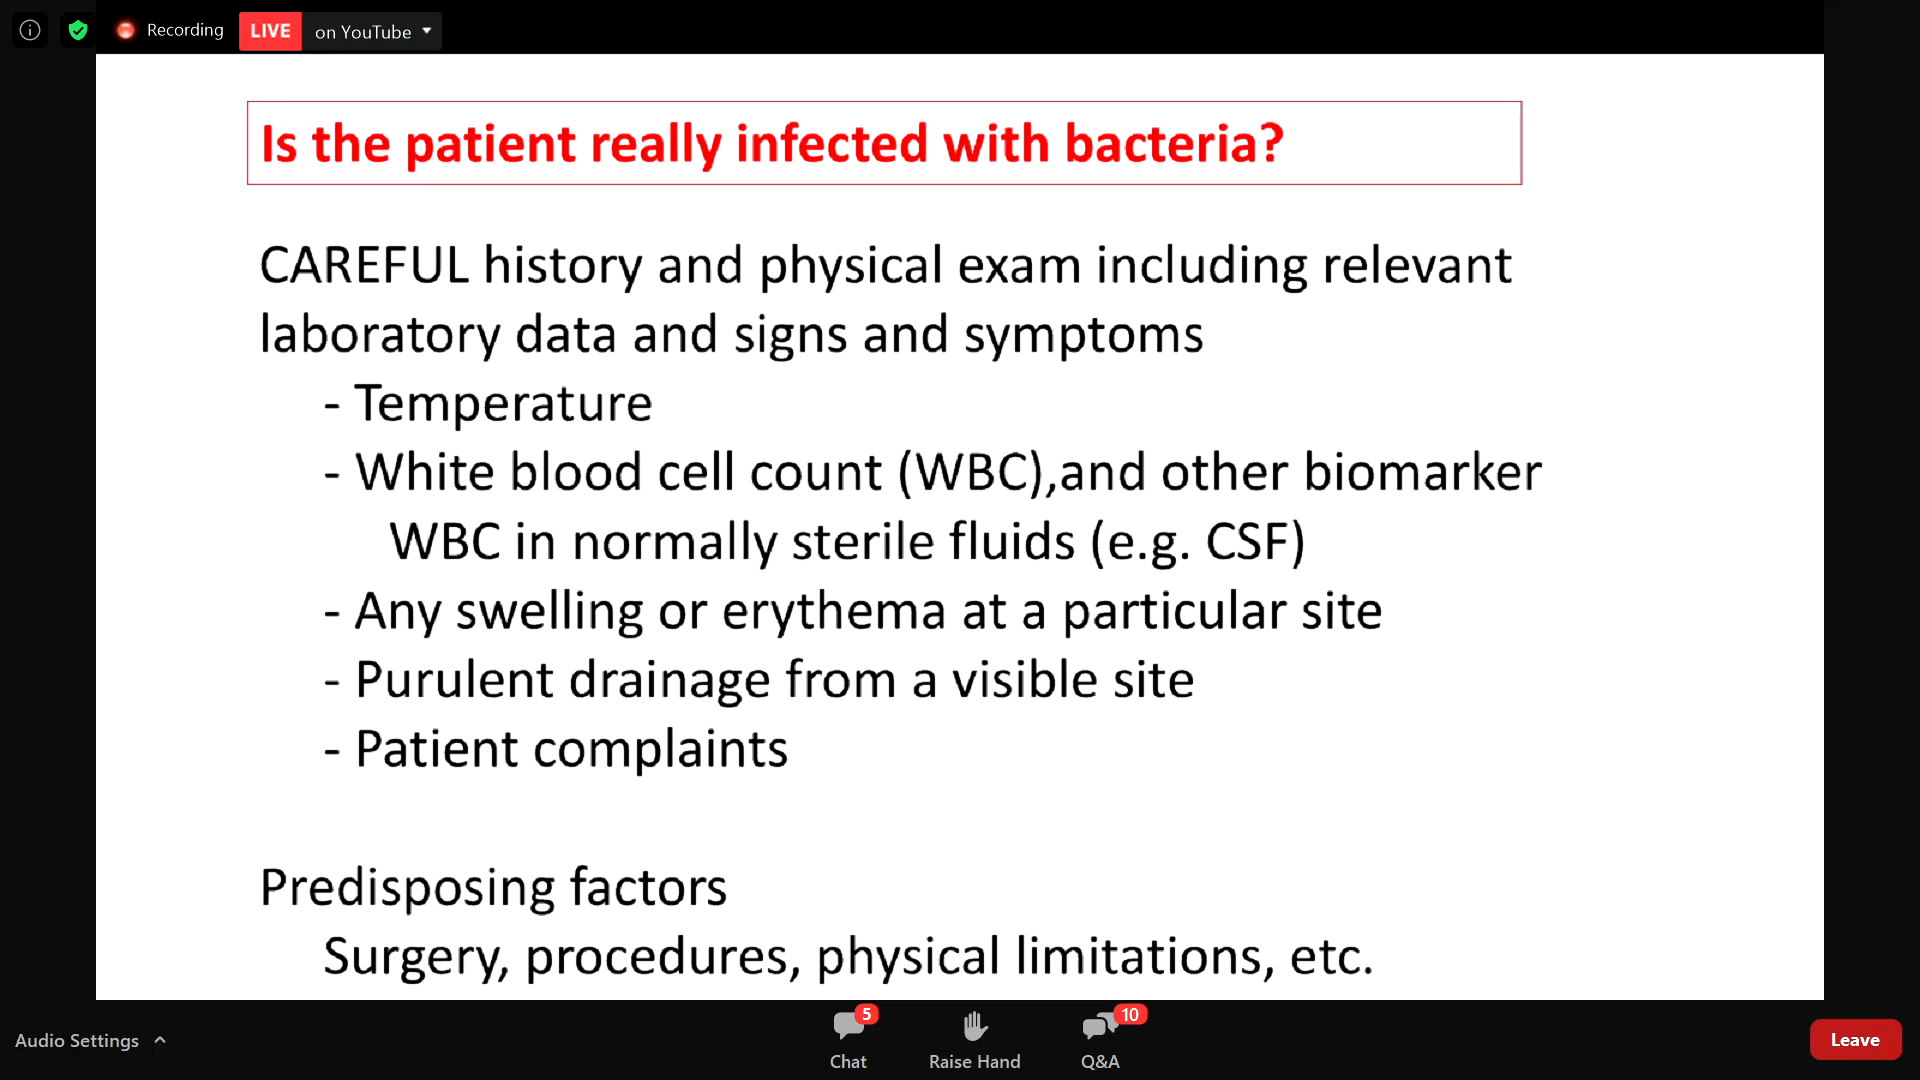 Recording LIVE on YouTube
Is the patient really infected with bacteria?
CAREFUL history and physical exam including relevant
laboratory data and signs and symptoms
- Temperature
- White blood cell count (WBC),and other biomarker
WBC in normally sterile fluids (e.g. CSF)
- Any swelling or erythema at a particular site
- Purulent drainage from a visible site
- Patient complaints
Predisposing factors
Surgery, procedures, physical limitations, etc.
5 10
Audio Settings Chat Raise Hand Q&A Leave